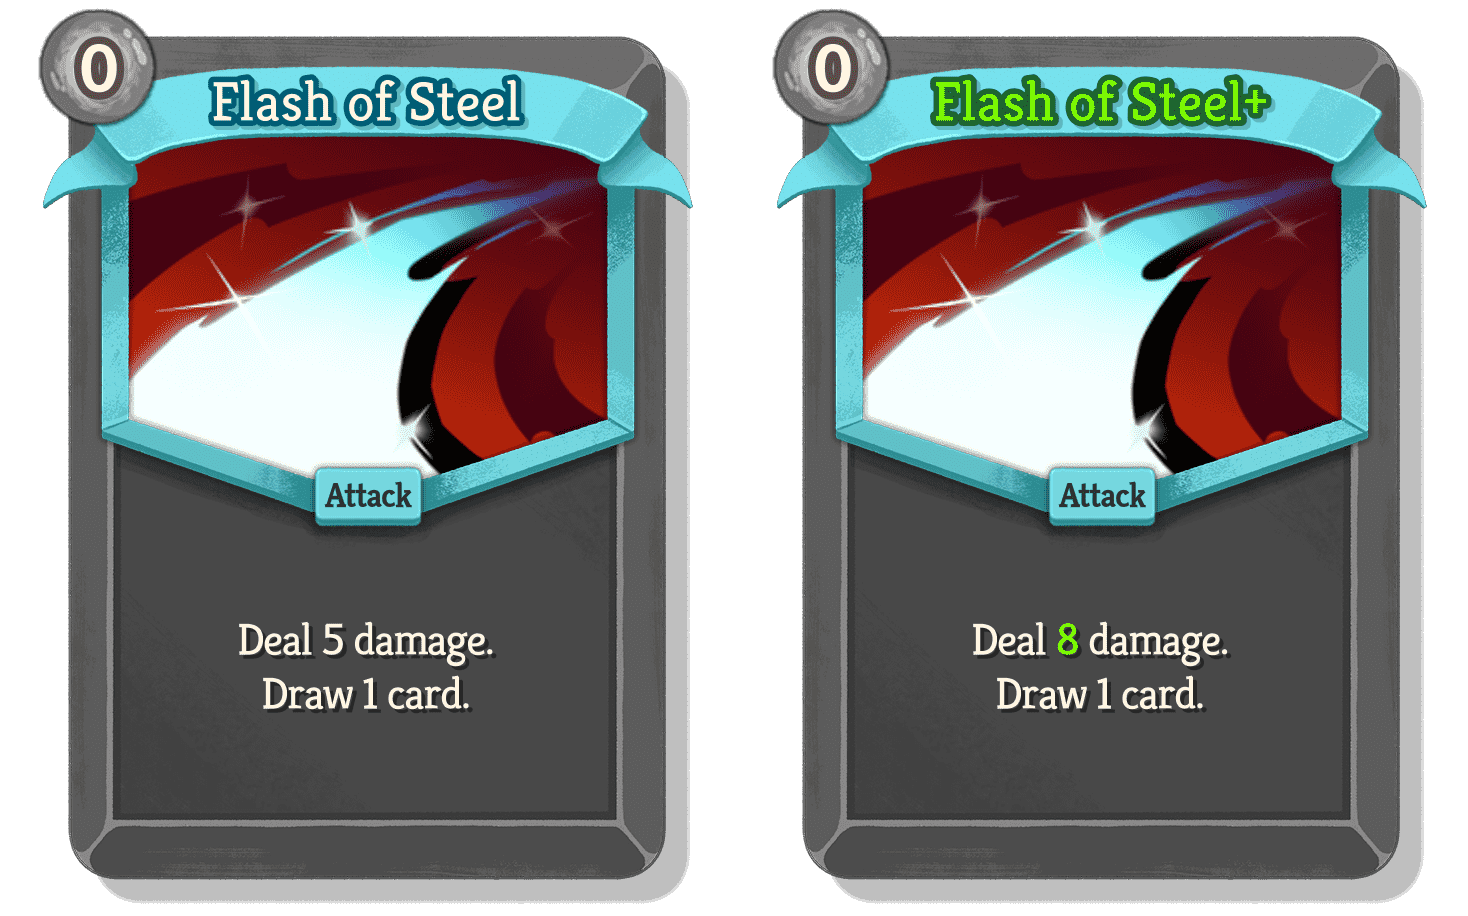 0
Flash of Steel
Attack
Deal 5 damage.
Draw 1 card.
0
Flash of Steel+
Attack
Deal 8 damage.
Draw 1 card.